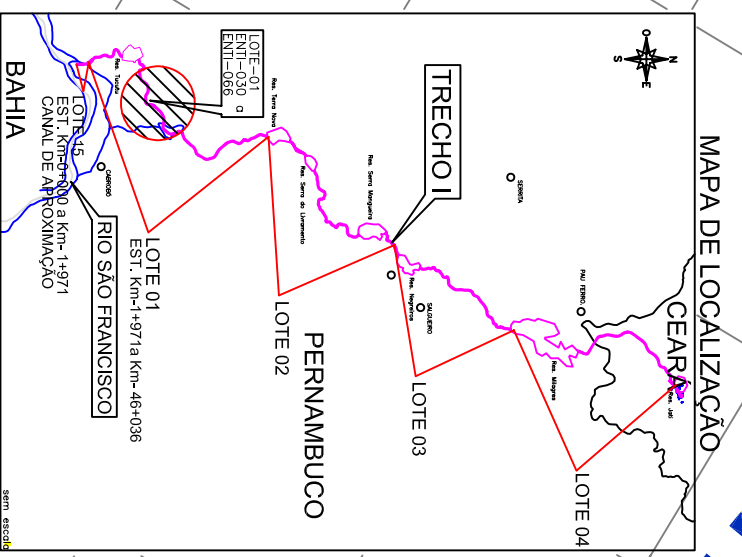 MAPA DE LOCALIZAÇÃO
N
S
E
O
CEARÁ
Res. Jati
PAU FERRO
SERRITA
TRECHO I
LOTE 04
Res. Milagres
SALGUEIRO
Res. Negreiros
LOTE 03
Res. Serra Mangueira
Res. Serra do Livramento
PERNAMBUCO
LOTE 02
Res. Terra Nova
LOTE-01
ENTI-030 a
ENTI-066
LOTE 01
EST. Km-1+971a Km- 46+036
Res. Tucutu
CABROBÓ
RIO SÃO FRANCISCO
LOTE 15
EST. Km-0+000 a Km- 1+971
CANAL DE APROXIMAÇÃO
BAHIA
sem escala